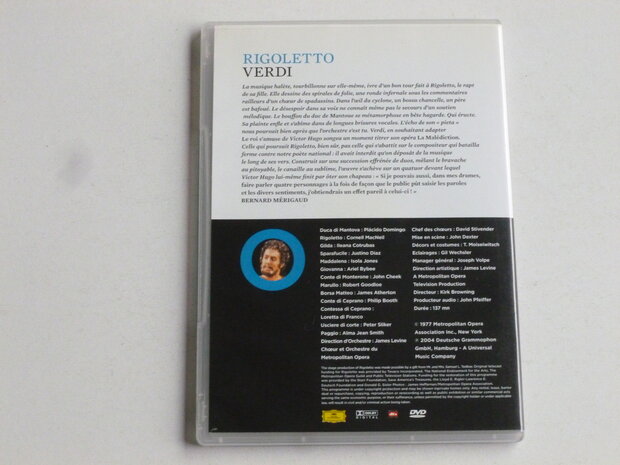 RIGOLETTO
VERDI
La musique halète, tourbillonne sur elle-même, ivre d'un bon tour fait à Rigoletto, le rapt
de sa fille. Elle dessine des spirales de folie, une ronde infernale sous les commentaires
railleurs d'un chœur de spadassins. Dans l'œil du cyclone, un bossu chancelle, un père
est bafoué. Le désespoir dans sa voix ne connaît même pas le secours d'un soutien
mélodique. Le bouffon du duc de Mantoue se métamorphose en bête hagarde. Qui éructe.
Sa plainte enfle et s'abîme dans de longues brisures vocales. L'écho de son « pieta »
nous poursuit bien après que l'orchestre s'est tu. Verdi, en souhaitant adapter
Le roi s'amuse de Victor Hugo songea un moment titrer son opéra La Malédiction.
Celle qui poursuit Rigoletto, bien sûr, pas celle qui s'abattit sur le compositeur qui batailla
ferme contre notre poète national : il avait interdit qu'on déposât de la musique
le long de ses vers. Construit sur une succession effrénée de duos, mêlant le bravache
au pitoyable, le canaille au sublime, l'œuvre s'achève sur un quatuor devant lequel
Victor Hugo lui-même finit par ôter son chapeau : « Si je pouvais aussi, dans mes drames,
faire parler quatre personnages à la fois de façon que le public pût saisir les paroles
et les divers sentiments, j'obtiendrais un effet pareil à celui-ci ! »
BERNARD MÉRIGAUD
Duca di Mantova : Plácido Domingo
Rigoletto : Cornell MacNeil
Gilda : Ileana Cotrubas
Sparafucile : Justino Diaz
Maddalena : Isola Jones
Giovanna : Ariel Bybee
Conte di Monterone : John Cheek
Marullo : Robert Goodloe
Borsa Matteo : James Atherton
Conte di Ceprano : Philip Booth
Contessa di Ceprano :
Loretta di Franco
Usciere di corte : Peter Sliker
Paggio : Alma Jean Smith
Direction d'Orchestre : James Levine
Chœur et Orchestre du
Metropolitan Opera
Chef des chœurs : David Stivender
Mise en scène : John Dexter
Décors et costumes : T. Moiseiwitsch
Eclairages : Gil Wechsler
Manager général : Joseph Volpe
Direction artistique : James Levine
A Metropolitan Opera
Television Production
Directeur : Kirk Browning
Producteur audio : John Pfeiffer
Durée : 137 mn
© 1977 Metropolitan Opera
Association Inc., New York
© 2004 Deutsche Grammophon
GmbH, Hamburg - A Universal
Music Company
DOLBY
DIGITAL
dts
DVD